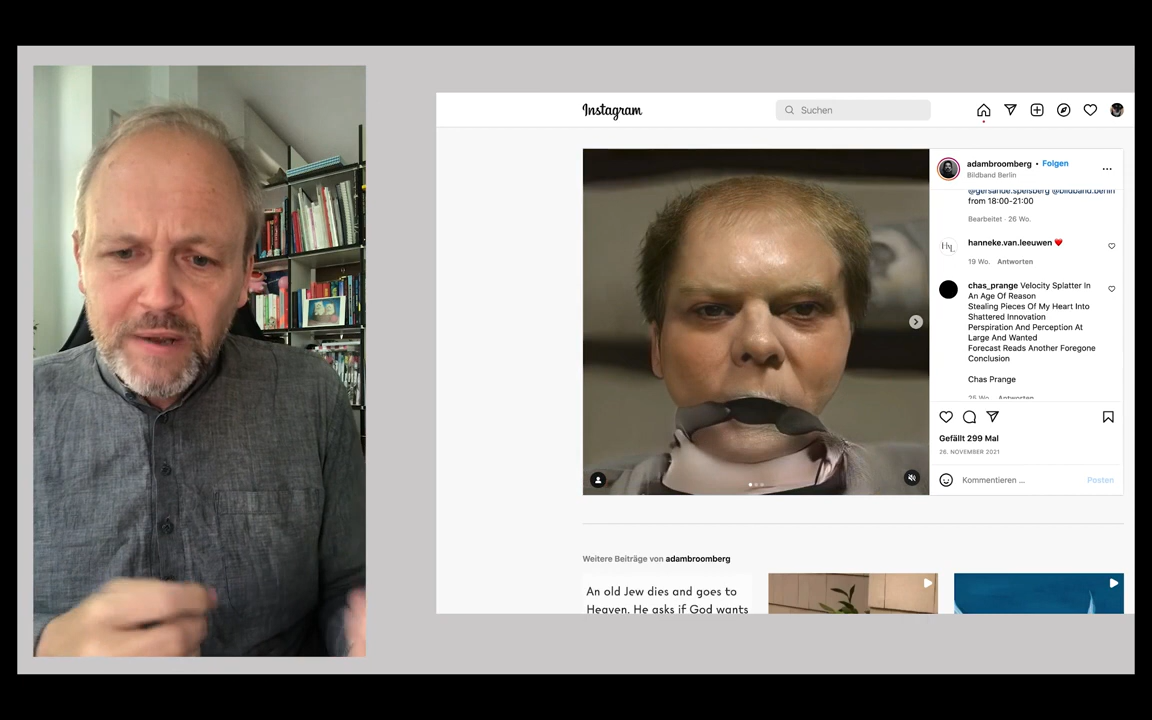 Instagram
Suchen
adambroomberg • Folgen
Bildband Berlin
@gersande.spelsberg @bildband.berlin
from 18:00-21:00
Bearbeitet · 26 Wo.
hanneke.van.leeuwen ❤️
19 Wo. Antworten
chas_prange Velocity Splatter In
An Age Of Reason
Stealing Pieces Of My Heart Into
Shattered Innovation
Perspiration And Perception At
Large And Wanted
Forecast Reads Another Foregone
Conclusion
Chas Prange
25 Wo. Antworten
Gefällt 299 Mal
26. NOVEMBER 2021
Kommentieren ...
Posten
Weitere Beiträge von adambroomberg
An old Jew dies and goes to
Heaven. He asks if God wants